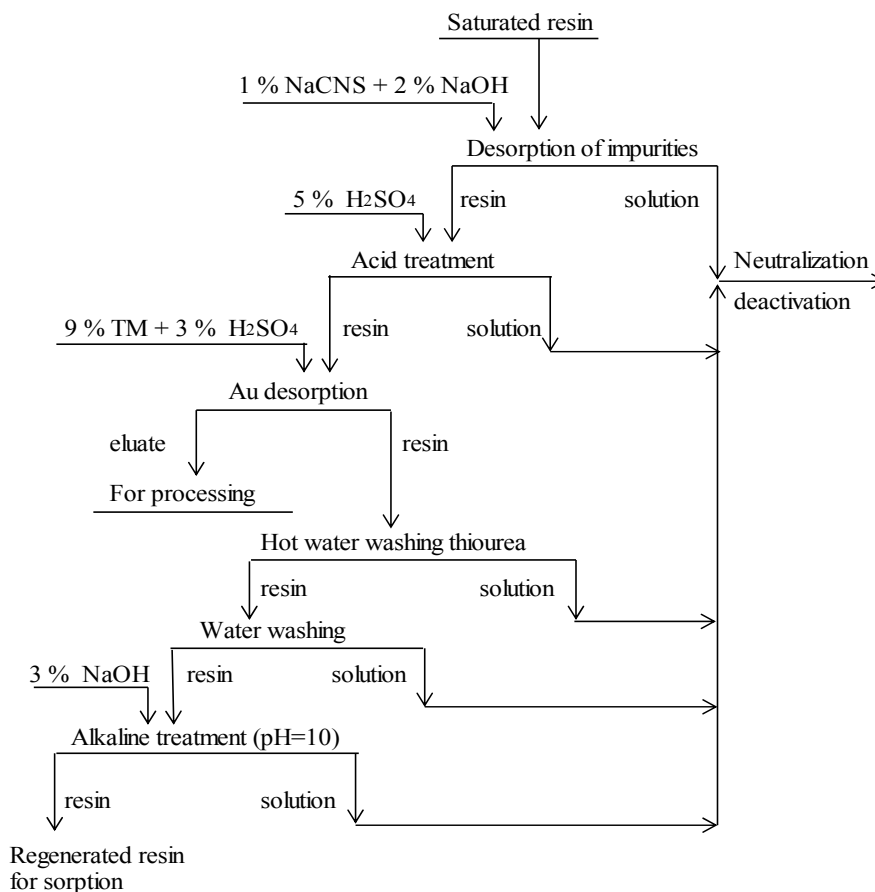 Saturated resin
1 % NaCNS + 2 % NaOH
Desorption of impurities
5 % H2SO4
resin
solution
Acid treatment
Neutralization
deactivation
9 % TM + 3 % H2SO4
resin
solution
Au desorption
eluate
resin
For processing
Hot water washing thiourea
resin
solution
Water washing
3 % NaOH
resin
solution
Alkaline treatment (pH=10)
resin
solution
Regenerated resin
for sorption